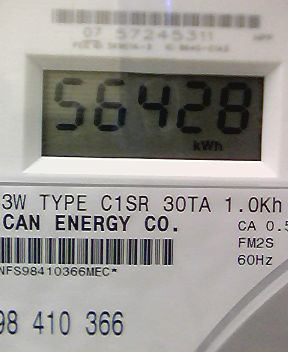 07 57245311
56428
kWh
3W TYPE C1SR 30TA 1.0Kh
CAN ENERGY CO.
CA 0.5
FM2S
60Hz
NFS98410366MEC*
98 410 366